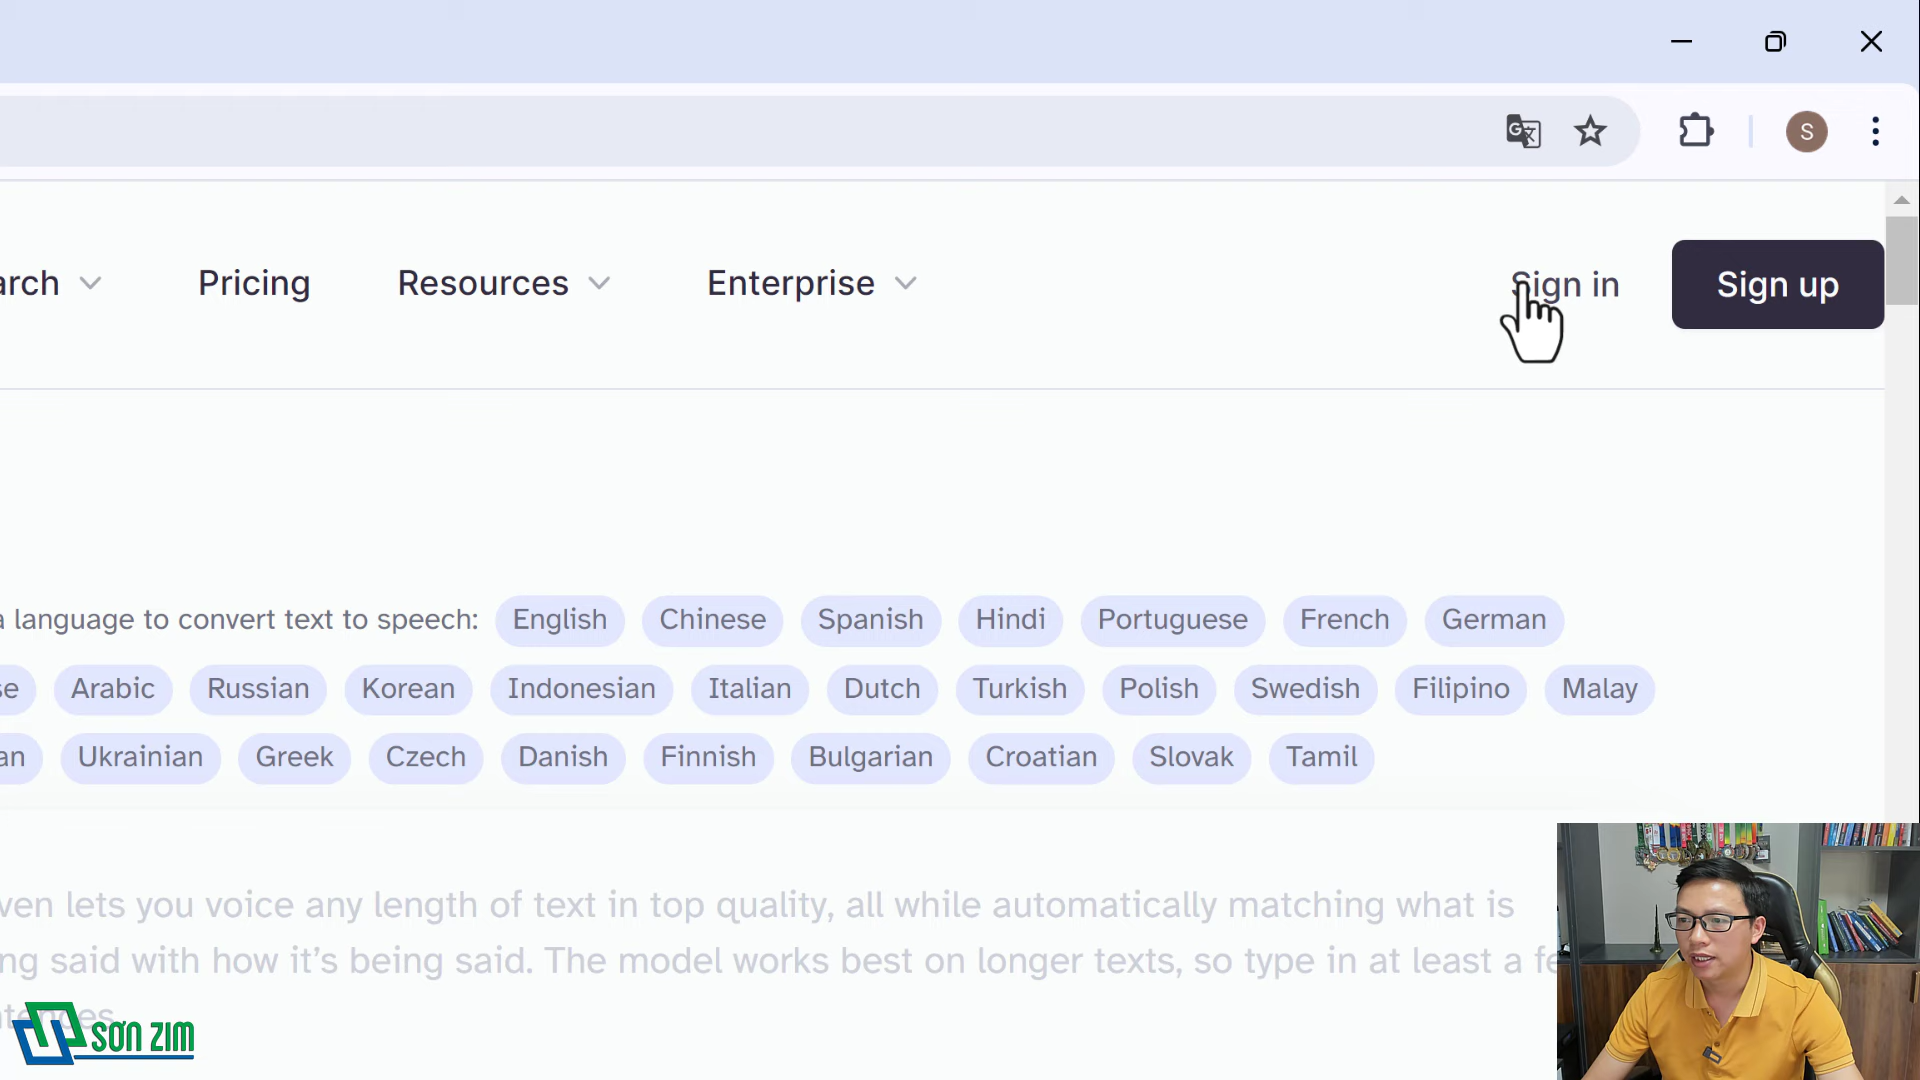 S
arch Pricing Resources Enterprise Sign in Sign up
a language to convert text to speech: English Chinese Spanish Hindi Portuguese French German
se Arabic Russian Korean Indonesian Italian Dutch Turkish Polish Swedish Filipino Malay
an Ukrainian Greek Czech Danish Finnish Bulgarian Croatian Slovak Tamil
ven lets you voice any length of text in top quality, all while automatically matching what is
ng said with how it's being said. The model works best on longer texts, so type in at least a fe
SƠN ZIM